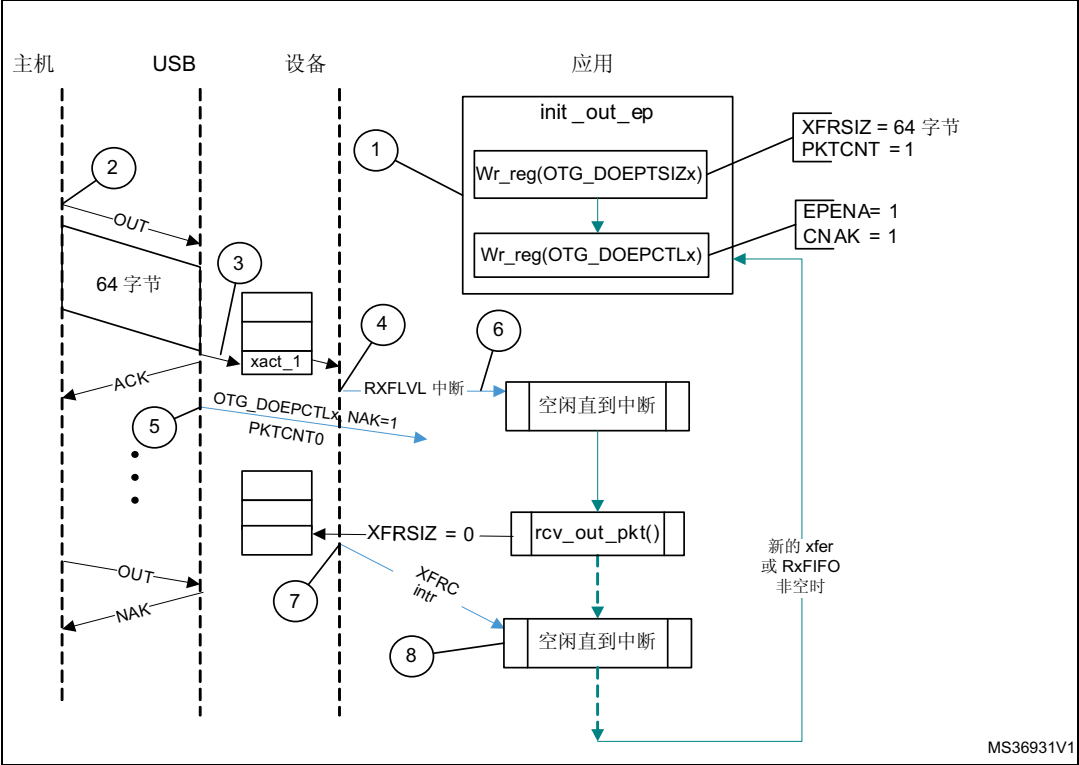 主机
USB
设备
应用
init _out_ep
1
XFRSIZ = 64 字节
PKTCNT = 1
Wr_reg(OTG_DOEPTSIZx)
2
OUT
EPENA= 1
CNAK = 1
Wr_reg(OTG_DOEPCTLx)
3
64 字节
4
6
xact_1
ACK
RXFLVL 中断
空闲直到中断
OTG_DOEPCTLx_NAK=1
PKTCNT0
5
XFRSIZ = 0
rcv_out_pkt()
新的 xfer
或 RxFIFO
非空时
OUT
XFRC
intr
7
NAK
空闲直到中断
8
MS36931V1